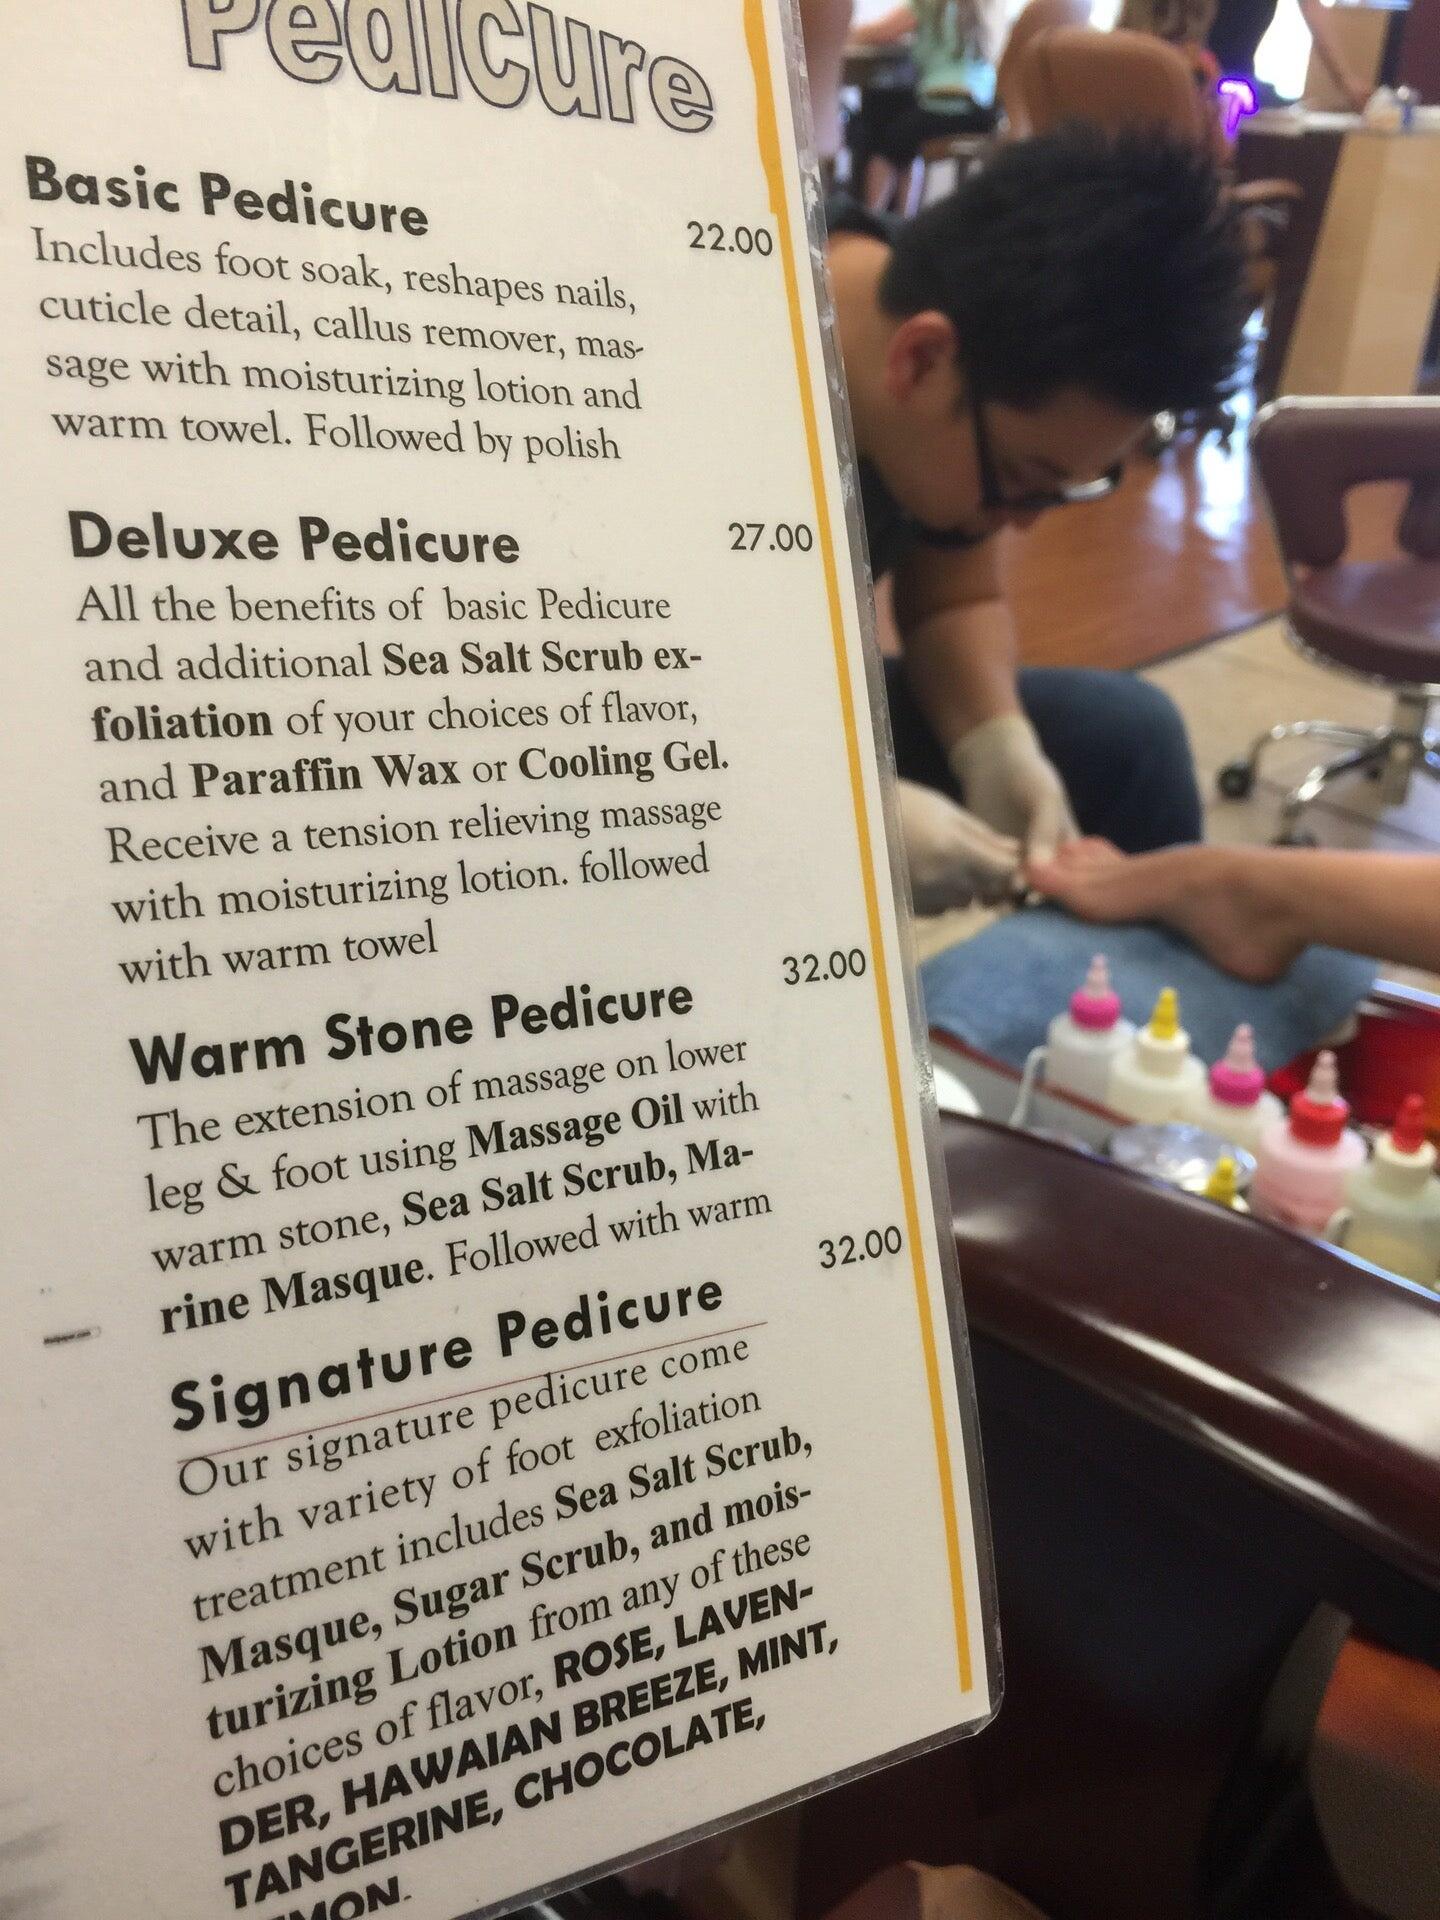 Pedicure
Basic Pedicure
22.00
Includes foot soak, reshapes nails,
cuticle detail, callus remover, mas-
sage with moisturizing lotion and
warm towel. Followed by polish
Deluxe Pedicure
27.00
All the benefits of basic Pedicure
and additional Sea Salt Scrub ex-
foliation of your choices of flavor,
and Paraffin Wax or Cooling Gel.
Receive a tension relieving massage
with moisturizing lotion. followed
with warm towel
Warm Stone Pedicure
32.00
The extension of massage on lower
leg & foot using Massage Oil with
warm stone, Sea Salt Scrub, Ma-
rine Masque. Followed with warm
Signature Pedicure
32.00
Our signature pedicure come
with variety of foot exfoliation
treatment includes Sea Salt Scrub,
Masque, Sugar Scrub, and mois-
turizing Lotion from any of these
choices of flavor, ROSE, LAVEN-
DER, HAWAIIAN BREEZE, MINT,
TANGERINE, CHOCOLATE,